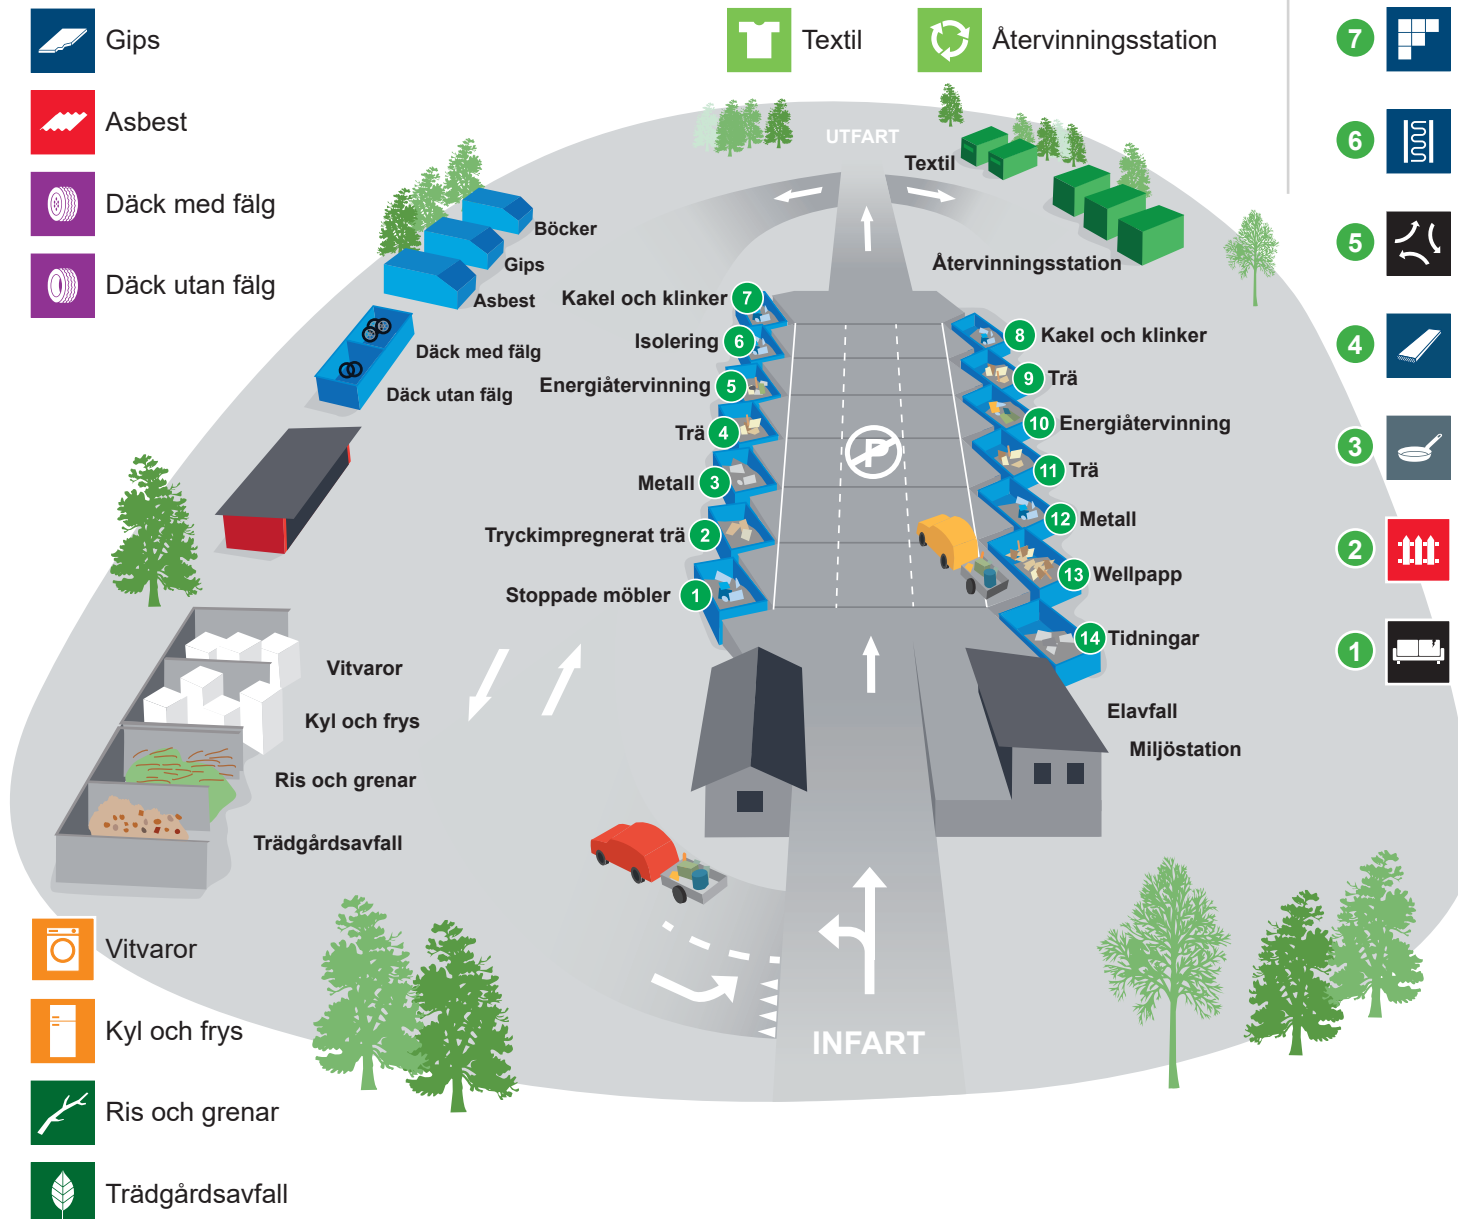 Gips
Asbest
Däck med fälg
Däck utan fälg
Textil
Återvinningsstation
7
6
5
4
3
2
1
UTFART
Textil
Återvinningsstation
Böcker
Gips
Asbest
Däck med fälg
Däck utan fälg
Kakel och klinker 7
Isolering 6
Energiåtervinning 5
Trä 4
Metall 3
Tryckimpregnerat trä 2
Stoppade möbler 1
8 Kakel och klinker
9 Trä
10 Energiåtervinning
11 Trä
12 Metall
13 Wellpapp
14 Tidningar
P
Elavfall
Miljöstation
Vitvaror
Kyl och frys
Ris och grenar
Trädgårdsavfall
INFART
Vitvaror
Kyl och frys
Ris och grenar
Trädgårdsavfall